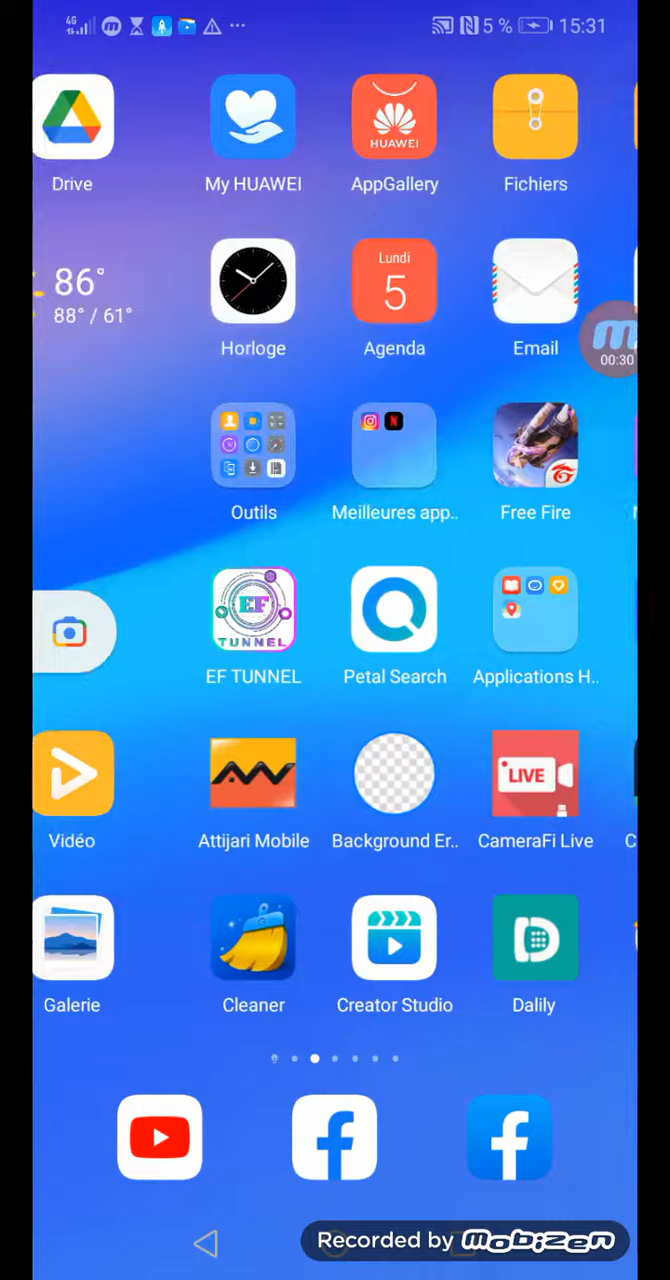 4G 5 % 15:31
HUAWEI
Drive My HUAWEI AppGallery Fichiers
86°
88° / 61°
Lundi
5
Horloge Agenda Email
m
00:30
Outils Meilleures app.. Free Fire
EF
TUNNEL
EF TUNNEL Petal Search Applications H..
LIVE
Vidéo Attijari Mobile Background Er.. CameraFi Live C
Galerie Cleaner Creator Studio Dalily
Recorded by mobizen